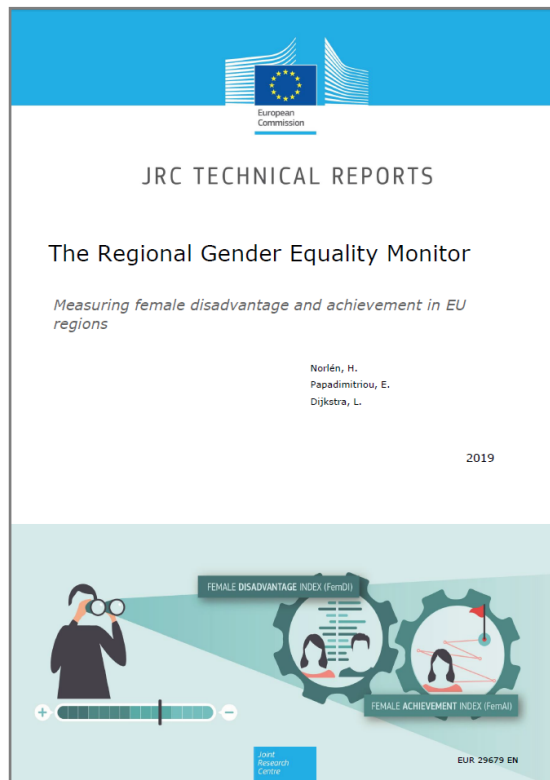 European
Commission
JRC TECHNICAL REPORTS
The Regional Gender Equality Monitor
Measuring female disadvantage and achievement in EU
regions
Norlén, H.
Papadimitriou, E.
Dijkstra, L.
2019
FEMALE DISADVANTAGE INDEX (FemDI)
+
−
FEMALE ACHIEVEMENT INDEX (FemAI)
Joint
Research
Centre
EUR 29679 EN